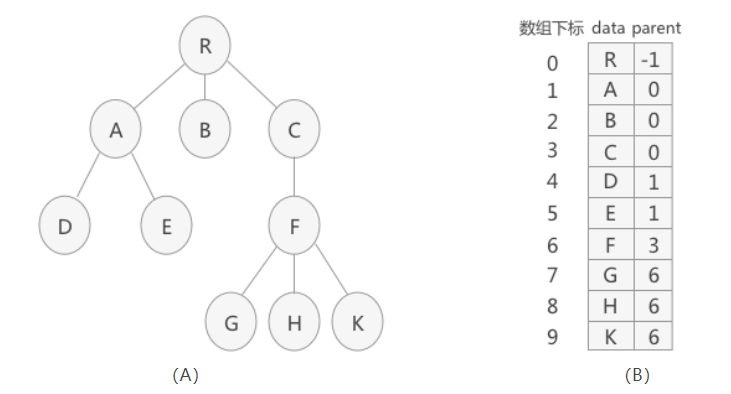 R
A B C
D E F
G H K
(A)
数组下标 data parent
0 R -1
1 A 0
2 B 0
3 C 0
4 D 1
5 E 1
6 F 3
7 G 6
8 H 6
9 K 6
(B)